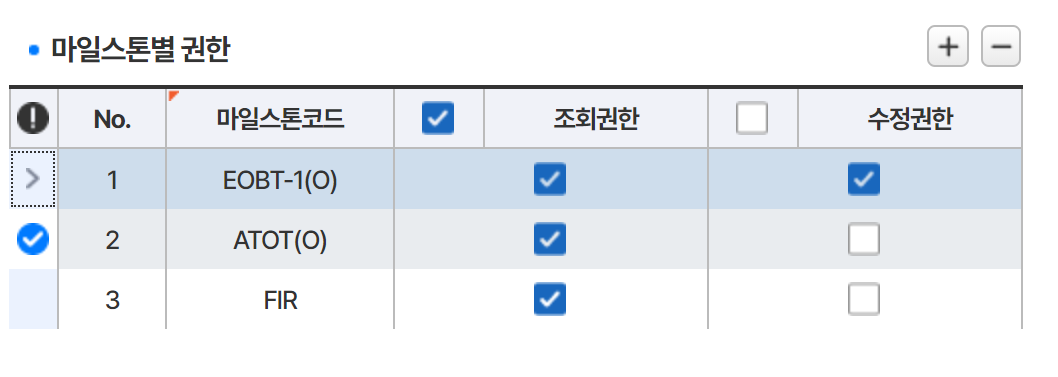 마일스톤별 권한
No. 마일스톤코드 조회권한 수정권한
1 EOBT-1(O)
2 ATOT(O)
3 FIR